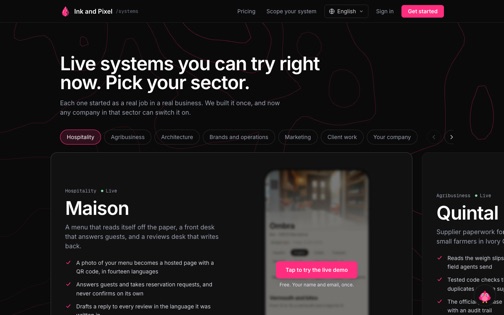 Ink and Pixel /SYSTEMS
Pricing
Scope your system
English
Sign in
Get started
Live systems you can try right
now. Pick your sector.
Each one started as a real job in a real business. We built it once, and now
any company in that sector can switch it on.
Hospitality
Agribusiness
Architecture
Brands and operations
Marketing
Client work
Your company
Hospitality • Live
Maison
A menu that reads itself off the paper, a front desk
that answers guests, and a reviews desk that writes
back.
A photo of your menu becomes a hosted page with a
QR code, in fourteen languages
Answers guests and takes reservation requests, and
never confirms on its own
Drafts a reply to every review in the language it was
Ombra
Tap to try the live demo
Free. Your name and email, once.
Agribusiness • Live
Quintal
Supplier paperwork for
small farmers in Ivory
Reads the weigh slips
field agents send
Tested code checks
duplicates
The official
with an audit trail